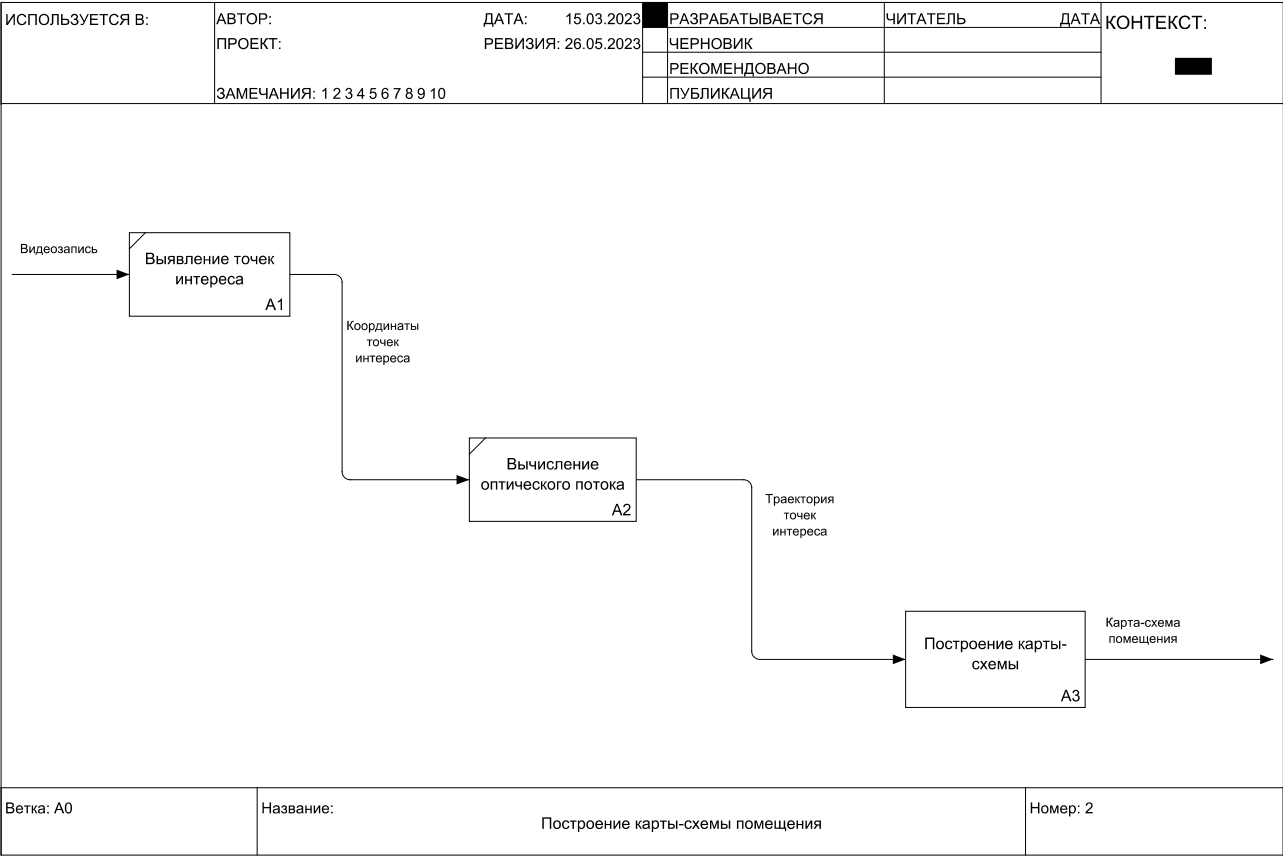 ИСПОЛЬЗУЕТСЯ В:
АВТОР:
ДАТА: 15.03.2023
РАЗРАБАТЫВАЕТСЯ
ЧИТАТЕЛЬ
ДАТА
КОНТЕКСТ:
ПРОЕКТ:
РЕВИЗИЯ: 26.05.2023
ЧЕРНОВИК
РЕКОМЕНДОВАНО
ЗАМЕЧАНИЯ: 1 2 3 4 5 6 7 8 9 10
ПУБЛИКАЦИЯ
Видеозапись
Выявление точек
интереса
A1
Координаты
точек
интереса
Вычисление
оптического потока
A2
Траектория
точек
интереса
Построение карты-
схемы
A3
Карта-схема
помещения
Ветка: A0
Название:
Построение карты-схемы помещения
Номер: 2